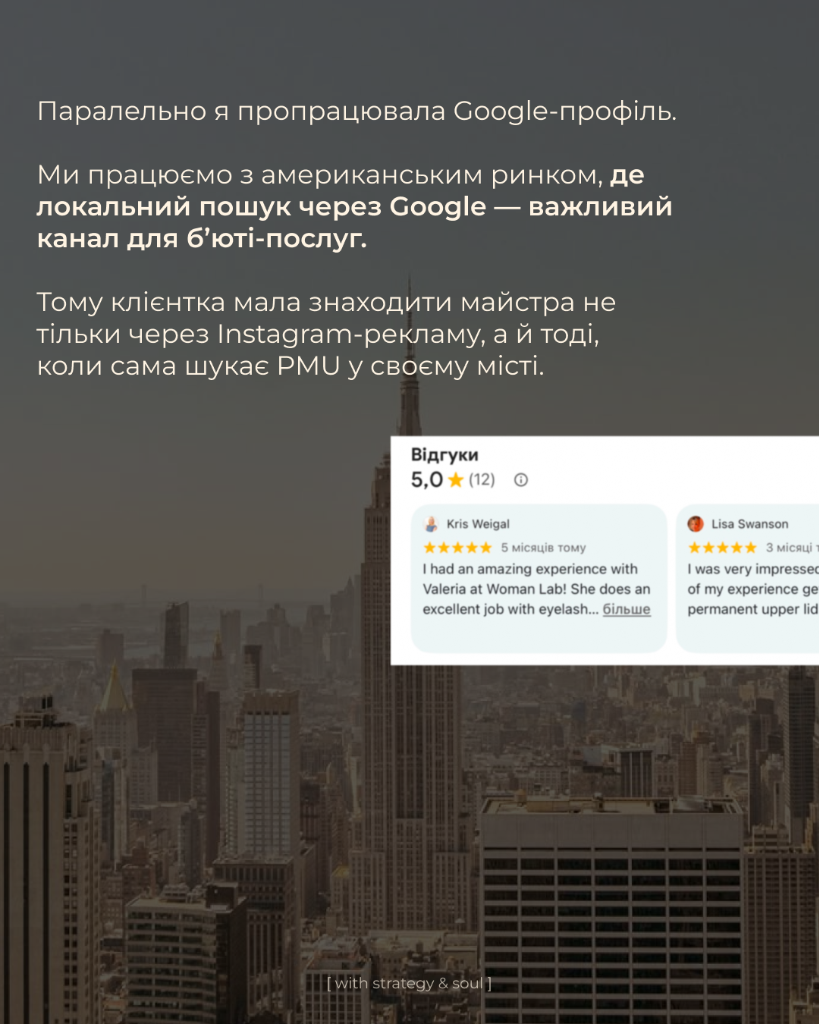 Паралельно я пропрацювала Google-профіль.
Ми працюємо з американським ринком, де
локальний пошук через Google — важливий
канал для б’юті-послуг.
Тому клієнтка мала знаходити майстра не
тільки через Instagram-рекламу, а й тоді,
коли сама шукає PMU у своєму місті.
Відгуки
5,0 (12)
Kris Weigal
5 місяців тому
I had an amazing experience with
Valeria at Woman Lab! She does an
excellent job with eyelash... більше
Lisa Swanson
3 місяці
I was very impressed
of my experience
permanent upper
[ with strategy & soul ]